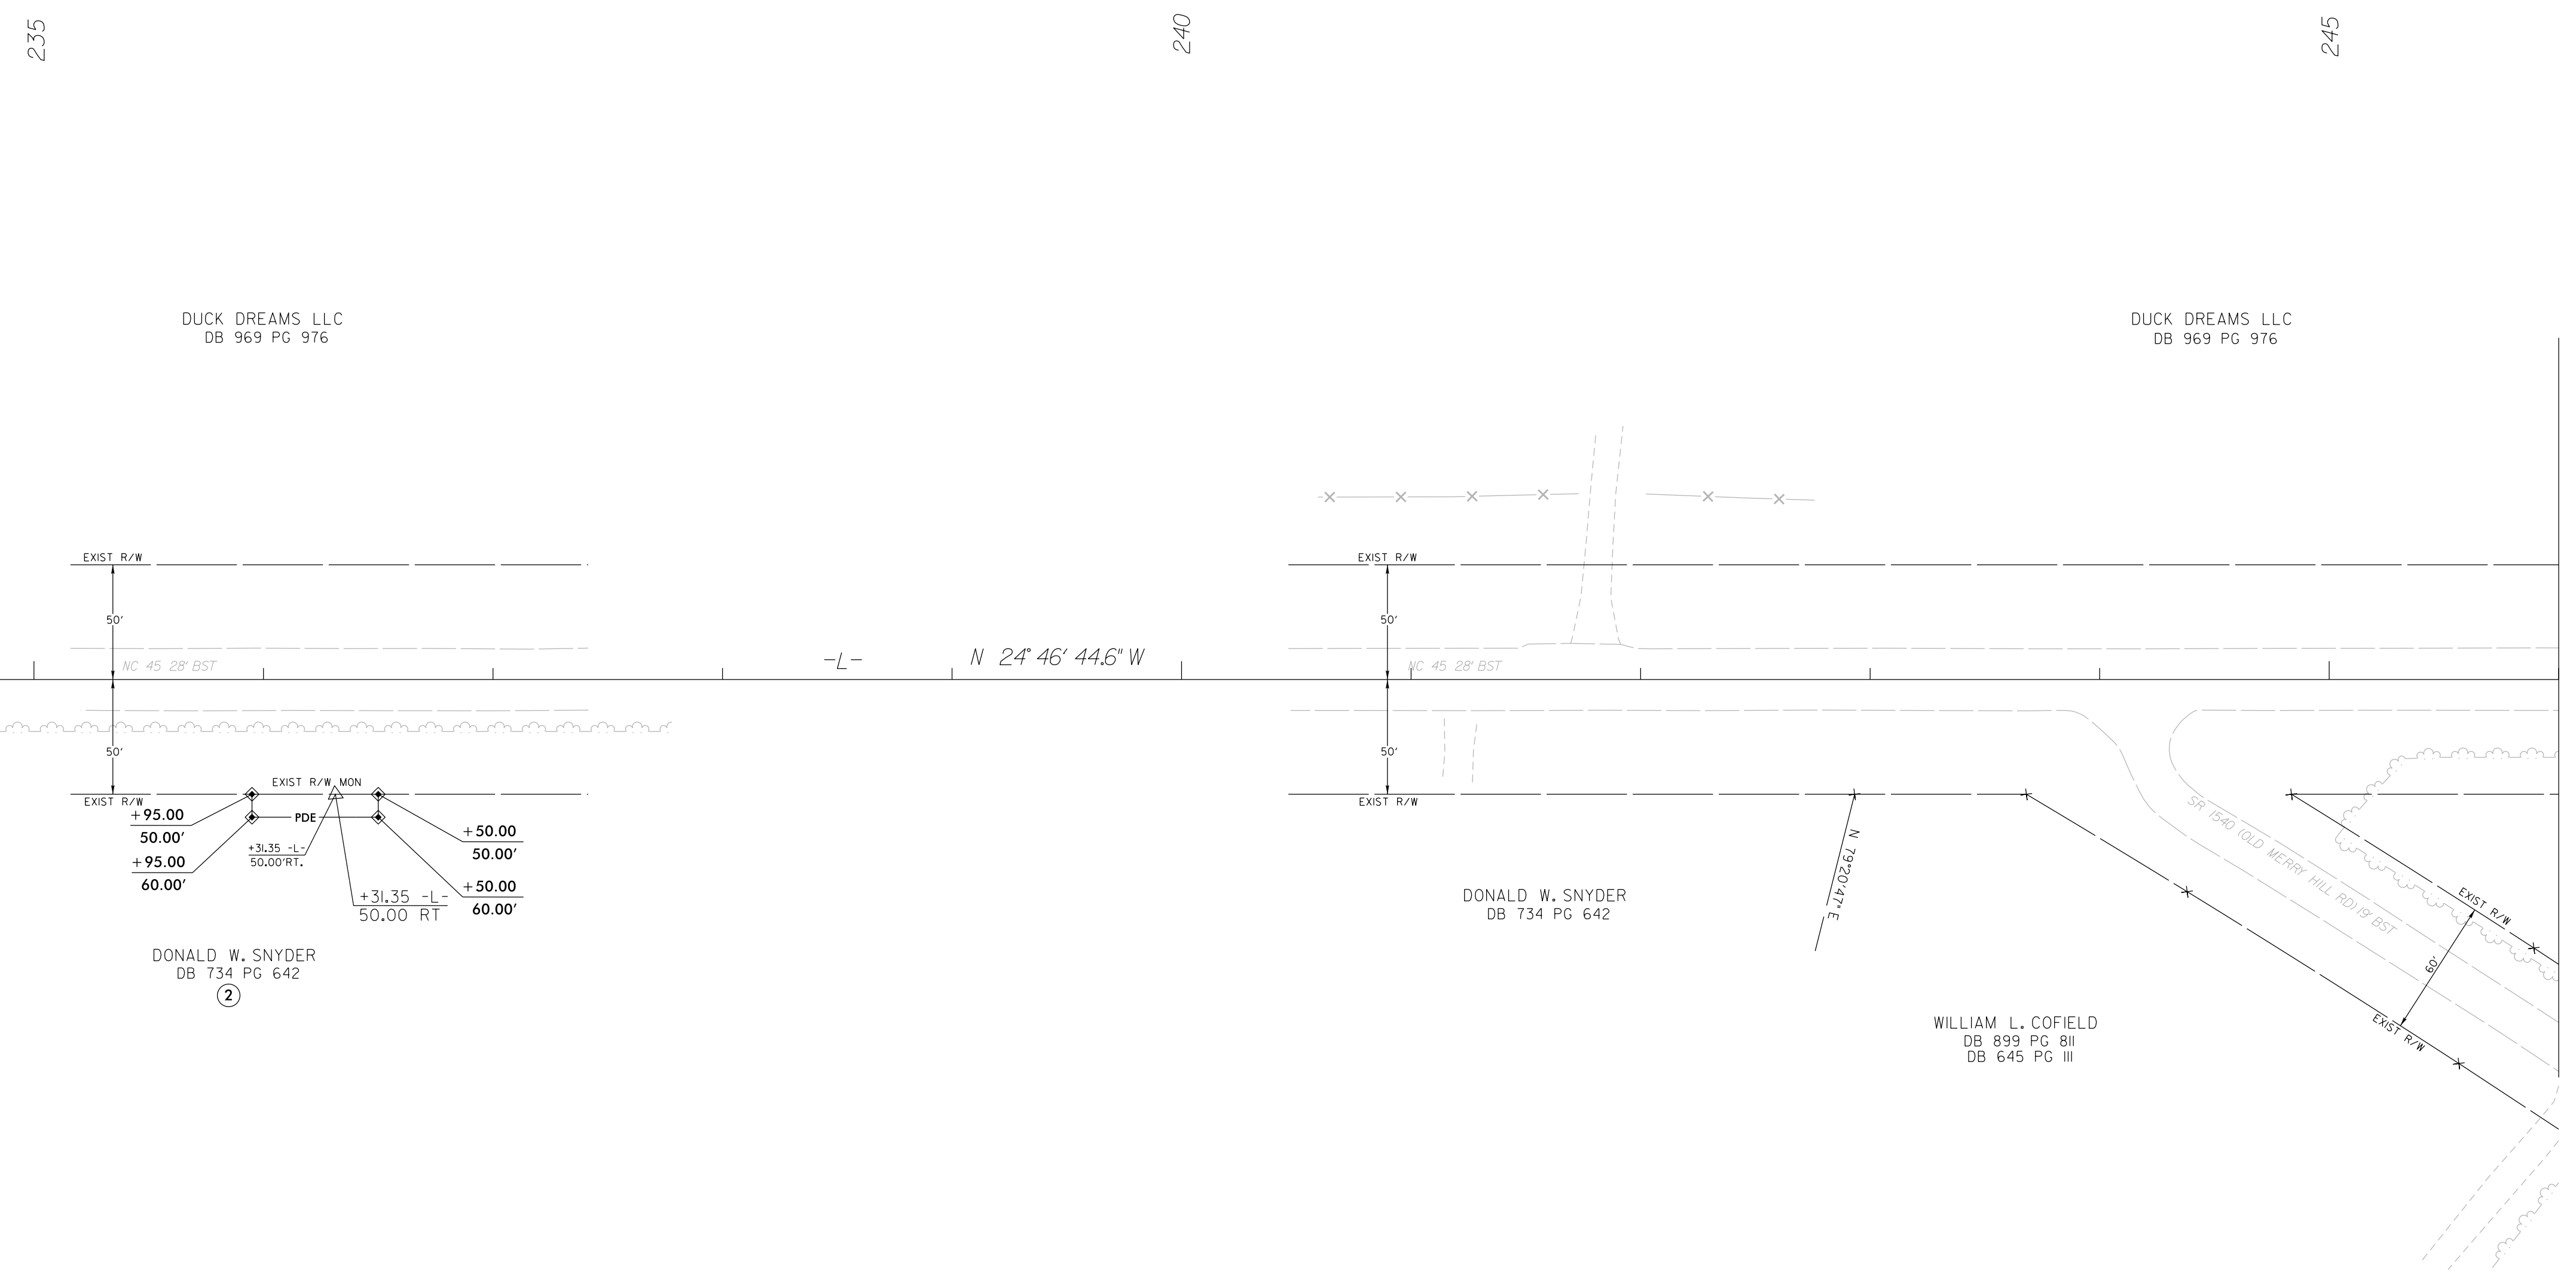 235
240
245
DUCK DREAMS LLC
DB 969 PG 976
DUCK DREAMS LLC
DB 969 PG 976
EXIST R/W
EXIST R/W
50'
50'
NC 45 28' BST
-L-
N 24° 46' 44.6" W
NC 45 28' BST
50'
50'
EXIST R/W MON
EXIST R/W
EXIST R/W
+95.00
50.00'
PDE
+50.00
50.00'
+31.35 -L-
50.00'RT.
+95.00
60.00'
+50.00
60.00'
+31.35 -L-
50.00 RT
N 79°20'47" E
SR 1540 (OLD MERRY HILL RD) 19' BST
EXIST R/W
60'
EXIST R/W
DONALD W. SNYDER
DB 734 PG 642
DONALD W. SNYDER
DB 734 PG 642
2
WILLIAM L. COFIELD
DB 899 PG 811
DB 645 PG 111